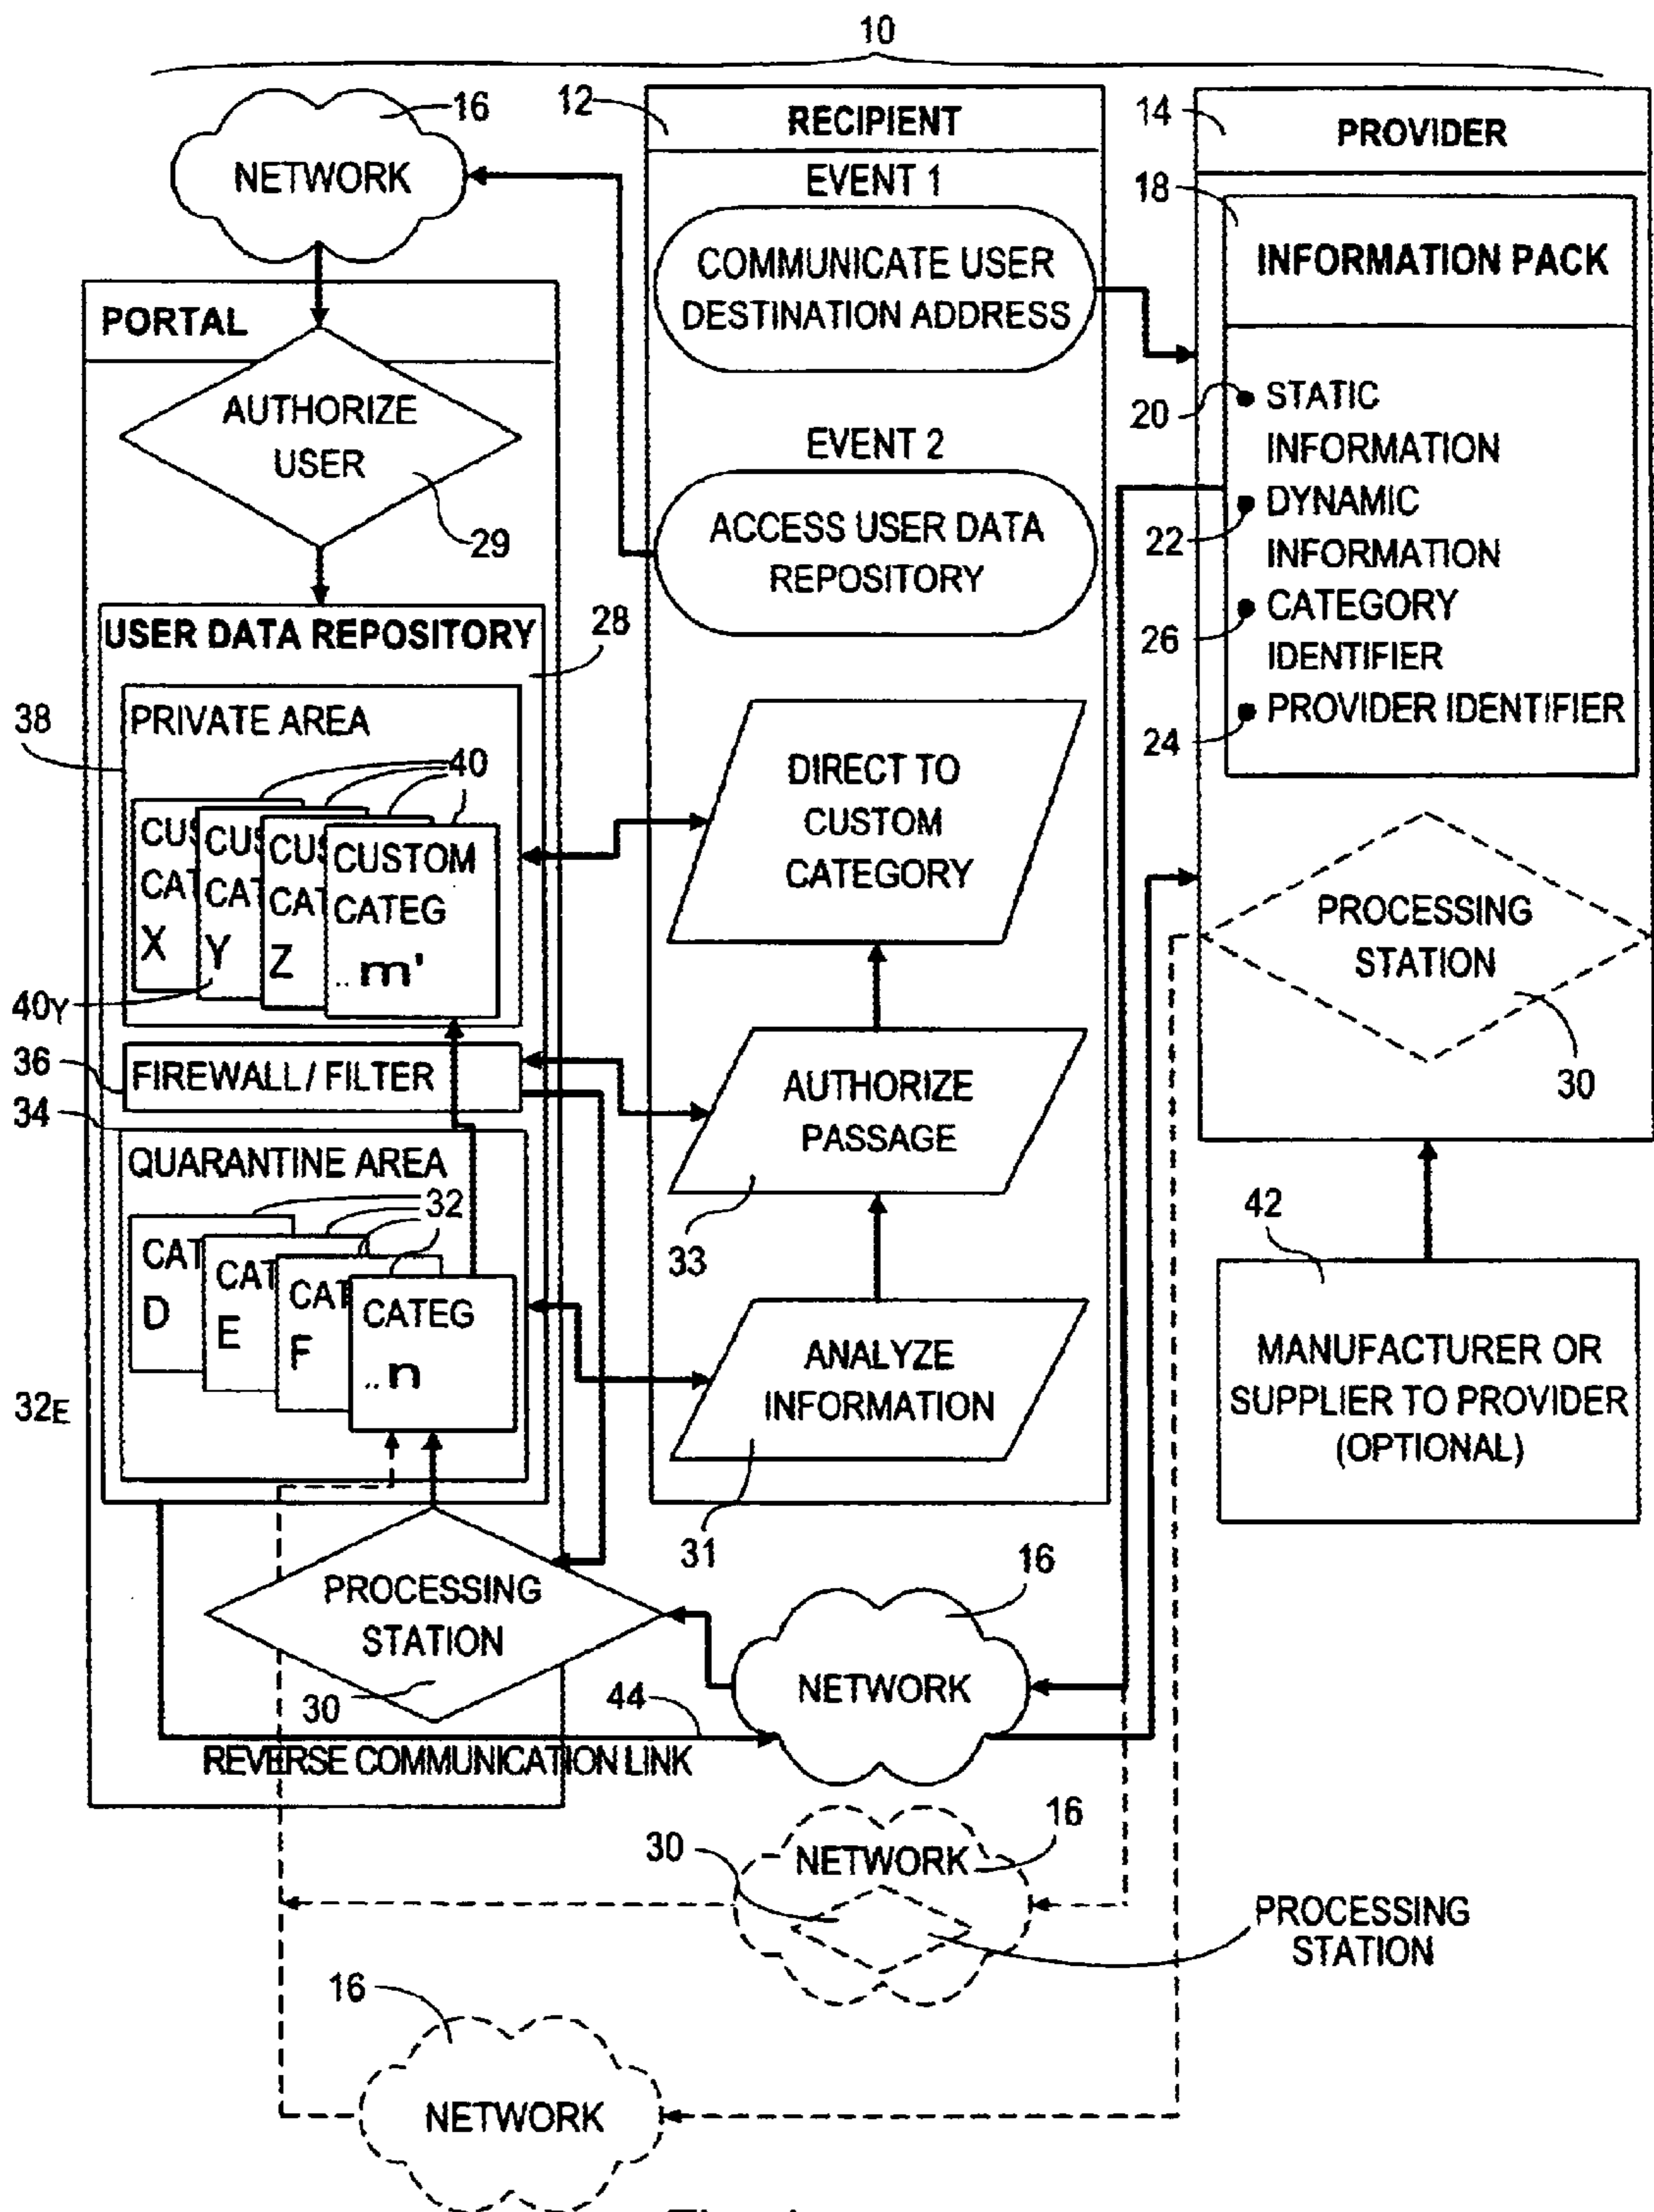 10
16
NETWORK
12
RECIPIENT
EVENT 1
COMMUNICATE USER
DESTINATION ADDRESS
EVENT 2
ACCESS USER DATA
REPOSITORY
14
PROVIDER
18
INFORMATION PACK
20
• STATIC
INFORMATION
22
• DYNAMIC
INFORMATION
26
• CATEGORY
IDENTIFIER
24
• PROVIDER IDENTIFIER
PORTAL
AUTHORIZE
USER
29
USER DATA REPOSITORY
28
38
PRIVATE AREA
40
CUS
CAT
X
CUS
CAT
Y
CUS
CAT
Z
CUSTOM
CATEG
..m'
40Y
36
FIREWALL / FILTER
34
QUARANTINE AREA
32
CAT
D
CAT
E
CAT
F
CATEG
..n
32E
DIRECT TO
CUSTOM
CATEGORY
AUTHORIZE
PASSAGE
33
ANALYZE
INFORMATION
31
PROCESSING
STATION
30
42
MANUFACTURER OR
SUPPLIER TO PROVIDER
(OPTIONAL)
PROCESSING
STATION
30
16
NETWORK
44
REVERSE COMMUNICATION LINK
30
16
NETWORK
PROCESSING
STATION
16
NETWORK